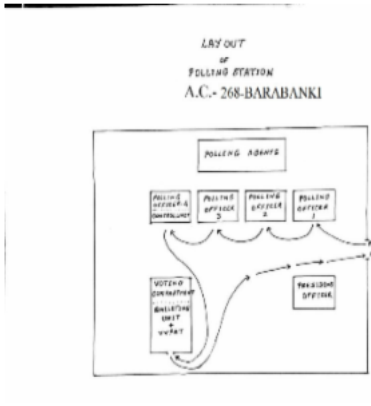 LAY OUT
OF
POLLING STATION
A.C.- 268-BARABANKI
POLLING AGENTS
POLLING
OFFICER-4
CONTROL UNIT
POLLING
OFFICER
3
POLLING
OFFICER
2
POLLING
OFFICER
1
VOTING
COMPARTMENT
BALLOTING
UNIT
+
VVPAT
PRESIDING
OFFICER